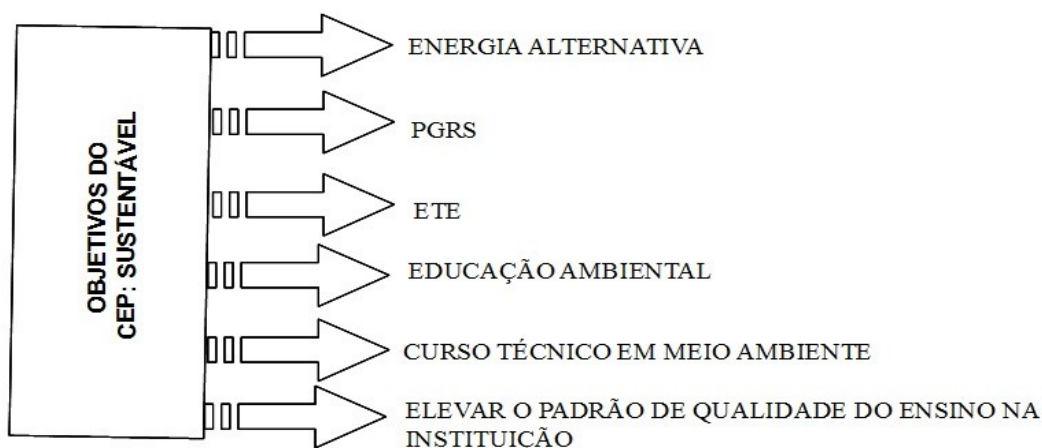 OBJETIVOS DO
CEP: SUSTENTÁVEL
ENERGIA ALTERNATIVA
PGRS
ETE
EDUCAÇÃO AMBIENTAL
CURSO TÉCNICO EM MEIO AMBIENTE
ELEVAR O PADRÃO DE QUALIDADE DO ENSINO NA
INSTITUIÇÃO